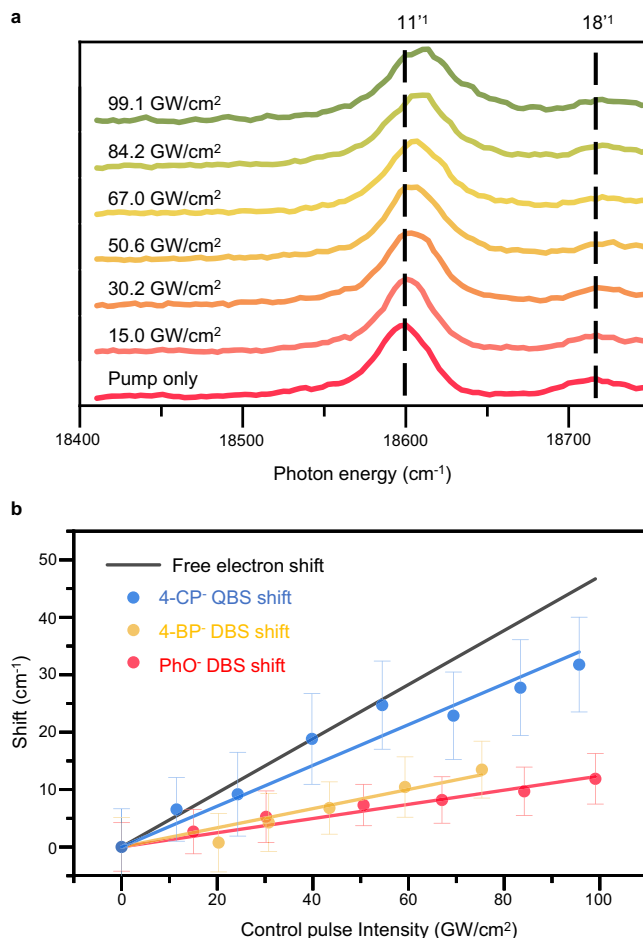 a
11'¹ 18'¹
99.1 GW/cm²
84.2 GW/cm²
67.0 GW/cm²
50.6 GW/cm²
30.2 GW/cm²
15.0 GW/cm²
Pump only
18400 18500 18600 18700
Photon energy (cm⁻¹)
b
50
40
30
20
10
0
Shift (cm⁻¹)
Free electron shift
4-CP⁻ QBS shift
4-BP⁻ DBS shift
PhO⁻ DBS shift
0 20 40 60 80 100
Control pulse Intensity (GW/cm²)